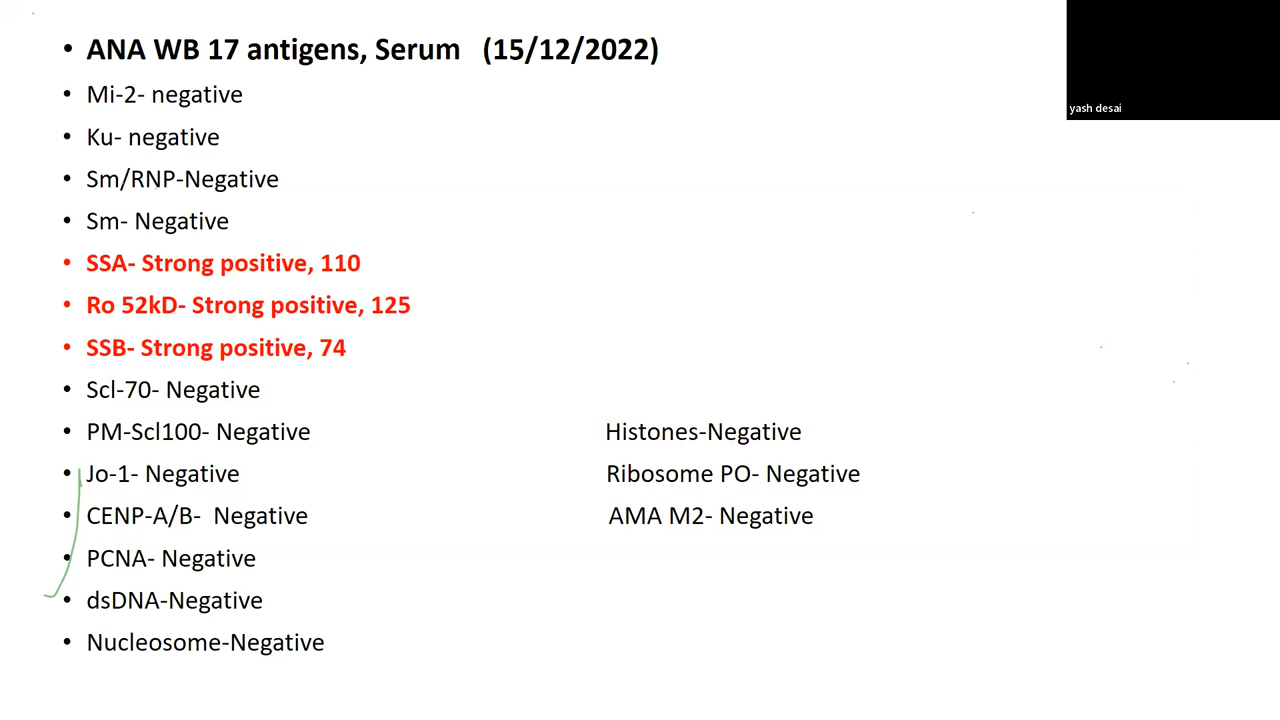 • ANA WB 17 antigens, Serum (15/12/2022)
yash desai
• Mi-2- negative
• Ku- negative
• Sm/RNP-Negative
• Sm- Negative
• SSA- Strong positive, 110
• Ro 52kD- Strong positive, 125
• SSB- Strong positive, 74
• Scl-70- Negative
• PM-Scl100- Negative
Histones-Negative
• Jo-1- Negative
Ribosome PO- Negative
• CENP-A/B- Negative
AMA M2- Negative
• PCNA- Negative
• dsDNA-Negative
• Nucleosome-Negative